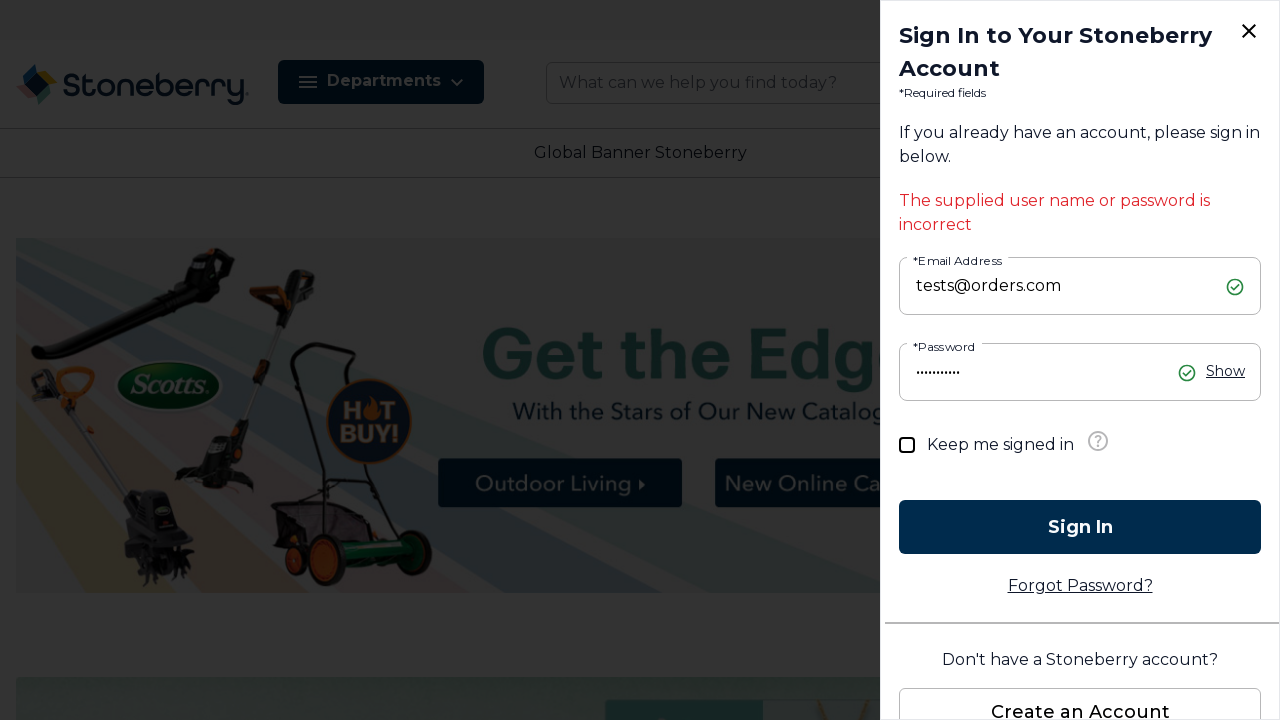 Stoneberry
Departments
What can we help you find today?
Global Banner Stoneberry
Scotts
HOT
BUY!
Get the Edg
With the Stars of Our New Catalog
Outdoor Living
New Online Ca
Sign In to Your Stoneberry
Account
*Required fields
If you already have an account, please sign in
below.
The supplied user name or password is
incorrect
*Email Address
tests@orders.com
*Password
•••••••••••
Show
Keep me signed in
Sign In
Forgot Password?
Don't have a Stoneberry account?
Create an Account